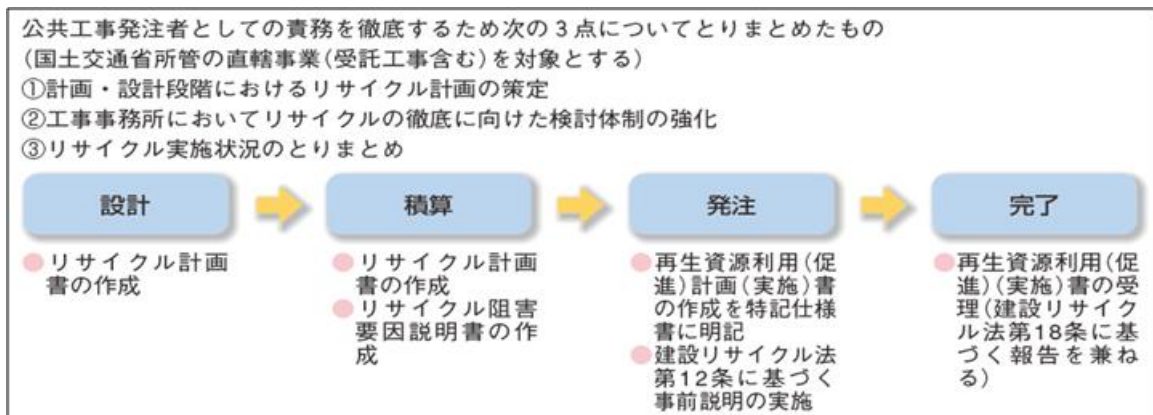 公共工事発注者としての責務を徹底するため次の３点についてとりまとめたもの
(国土交通省所管の直轄事業(受託工事含む)を対象とする)
①計画・設計段階におけるリサイクル計画の策定
②工事事務所においてリサイクルの徹底に向けた検討体制の強化
③リサイクル実施状況のとりまとめ
設計
リサイクル計画
書の作成
積算
リサイクル計画
書の作成
リサイクル阻害
要因説明書の作
成
発注
再生資源利用(促
進)計画(実施)書
の作成を特記仕様
書に明記
建設リサイクル法
第12条に基づく
事前説明の実施
完了
再生資源利用(促
進)(実施)書の受
理(建設リサイク
ル法第18条に基
づく報告を兼ね
る)